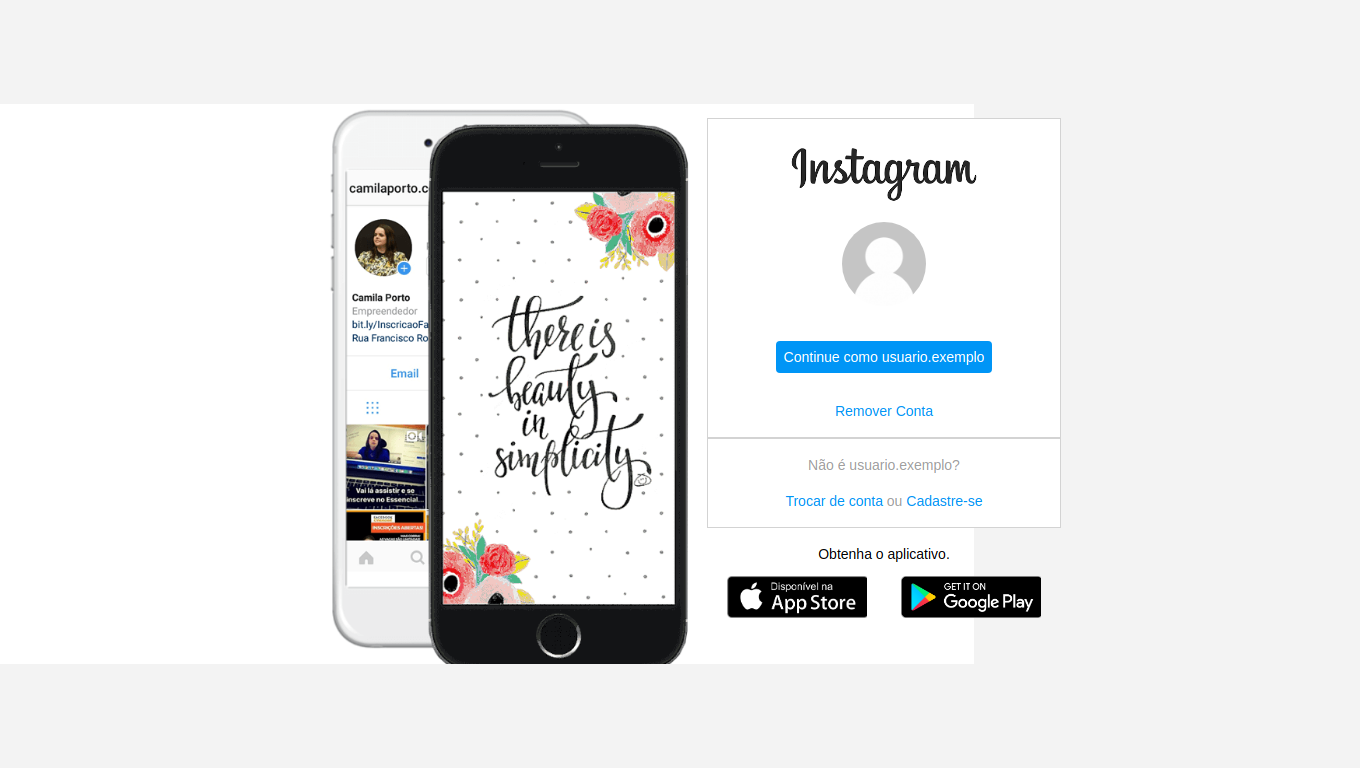 camilaporto.c
Camila Porto
Empreendedor
bit.ly/InscricaoFa
Rua Francisco Ro
Email
Vai lá assistir e se
inscreve no Essencial...
INSCRIÇÕES ABERTAS!
there is
beauty
in
simplicity
Instagram
Continue como usuario.exemplo
Remover Conta
Não é usuario.exemplo?
Trocar de conta ou Cadastre-se
Obtenha o aplicativo.
Disponível na
App Store
GET IT ON
Google Play